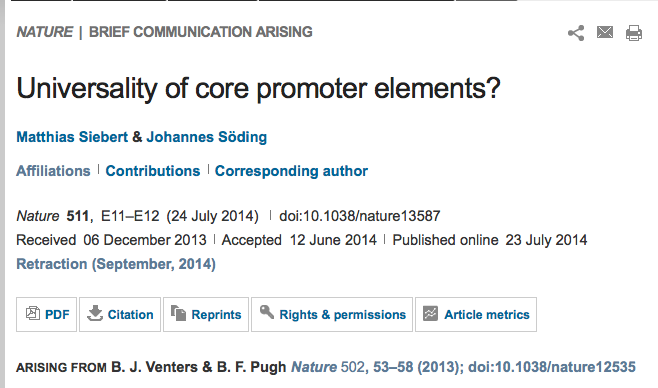 NATURE | BRIEF COMMUNICATION ARISING
Universality of core promoter elements?
Matthias Siebert & Johannes Söding
Affiliations | Contributions | Corresponding author
Nature 511, E11–E12 (24 July 2014) | doi:10.1038/nature13587
Received 06 December 2013 | Accepted 12 June 2014 | Published online 23 July 2014
Retraction (September, 2014)
PDF Citation Reprints Rights & permissions Article metrics
ARISING FROM B. J. Venters & B. F. Pugh Nature 502, 53–58 (2013); doi:10.1038/nature12535